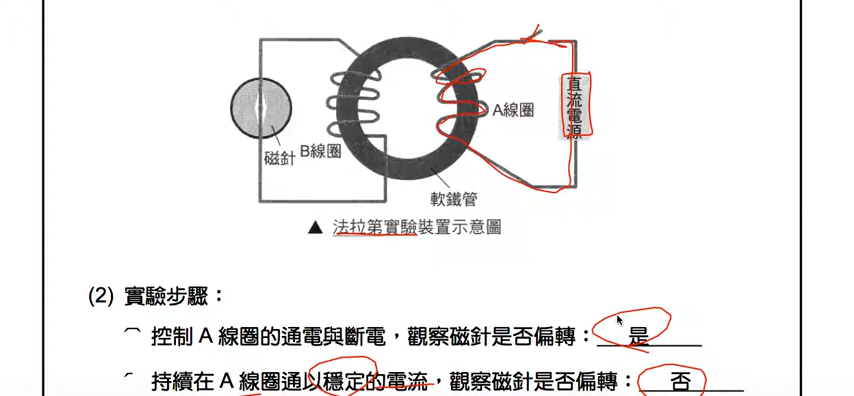 直流電源
A線圈
磁針
B線圈
軟鐵管
▲ 法拉第實驗裝置示意圖
(2) 實驗步驟：
控制 A 線圈的通電與斷電，觀察磁針是否偏轉：是
持續在 A 線圈通以穩定的電流，觀察磁針是否偏轉：否